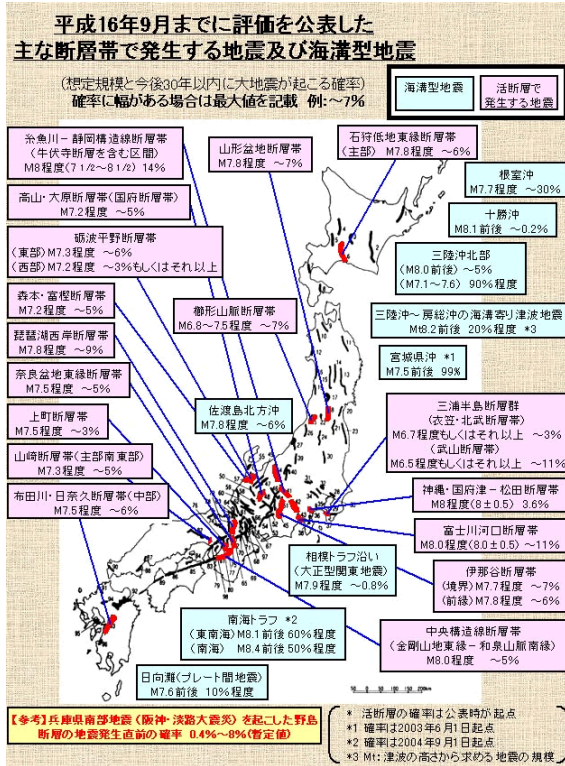 平成16年9月までに評価を公表した
主な断層帯で発生する地震及び海溝型地震
(想定規模と今後30年以内に大地震が起こる確率)
確率に幅がある場合は最大値を記載 例:~7%
海溝型地震
活断層で
発生する地震
糸魚川-静岡構造線断層帯
(牛伏寺断層を含む区間)
M8程度(7 1/2~8 1/2) 14%
山形盆地断層帯
M7.8程度 ~7%
石狩低地東縁断層帯
(主部) M7.8程度 ~6%
根室沖
M7.7程度 ~30%
高山・大原断層帯(国府断層帯)
M7.2程度 ~5%
十勝沖
M8.1前後 ~0.2%
砺波平野断層帯
(東部)M7.3程度 ~6%
(西部)M7.2程度 ~3%もしくはそれ以上
三陸沖北部
(M8.0前後)~5%
(M7.1~7.6) 90%程度
森本・富樫断層帯
M7.2程度 ~5%
櫛形山脈断層帯
M6.8~7.5程度 ~7%
三陸沖~房総沖の海溝寄り津波地震
Mt8.2前後 20%程度 *3
琵琶湖西岸断層帯
M7.8程度 ~9%
宮城県沖 *1
M7.5前後 99%
奈良盆地東縁断層帯
M7.5程度 ~5%
佐渡島北方沖
M7.8程度 ~6%
三浦半島断層群
(衣笠・北武断層帯)
M6.7程度もしくはそれ以上 ~3%
(武山断層帯)
M6.5程度もしくはそれ以上 ~11%
上町断層帯
M7.5程度 ~3%
山崎断層帯(主部南東部)
M7.3程度 ~5%
神縄・国府津-松田断層帯
M8程度(8±0.5) 3.6%
布田川・日奈久断層帯(中部)
M7.5程度 ~6%
富士川河口断層帯
M8.0程度(8.0±0.5)~11%
相模トラフ沿い
(大正型関東地震)
M7.9程度 ~0.8%
伊那谷断層帯
(境界)M7.7程度 ~7%
(前縁)M7.8程度 ~6%
南海トラフ *2
(東南海)M8.1前後 60%程度
(南海) M8.4前後 50%程度
中央構造線断層帯
(金剛山地東縁-和泉山脈南縁)
M8.0程度 ~5%
日向灘(プレート間地震)
M7.6前後 10%程度
【参考】兵庫県南部地震(阪神・淡路大震災)を起こした野島
断層の地震発生直前の確率 0.4%~8%(暫定値)
* 活断層の確率は公表時が起点
*1 確率は2003年6月1日起点
*2 確率は2004年9月1日起点
*3 Mt:津波の高さから求める地震の規模